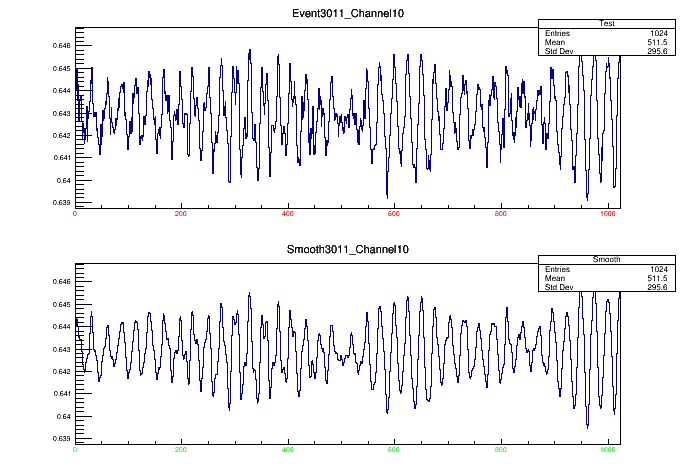 Event3011_Channel10
Test
Entries 1024
Mean 511.5
Std Dev 295.6
0.646
0.645
0.644
0.643
0.642
0.641
0.64
0.639
0 200 400 600 800 1000
Smooth3011_Channel10
Smooth
Entries 1024
Mean 511.5
Std Dev 295.6
0.646
0.645
0.644
0.643
0.642
0.641
0.64
0.639
0 200 400 600 800 1000